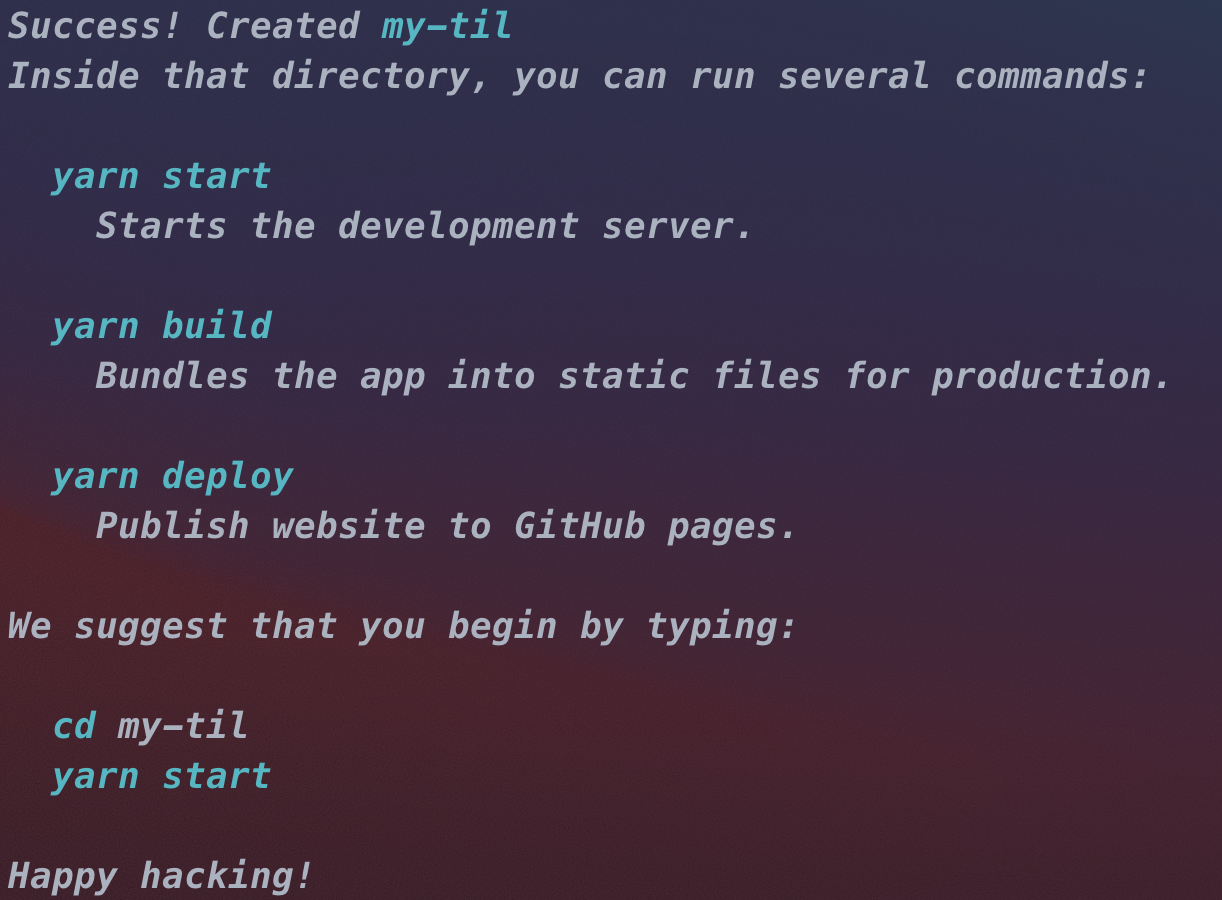 Success! Created my-til
Inside that directory, you can run several commands:
yarn start
Starts the development server.
yarn build
Bundles the app into static files for production.
yarn deploy
Publish website to GitHub pages.
We suggest that you begin by typing:
cd my-til
yarn start
Happy hacking!